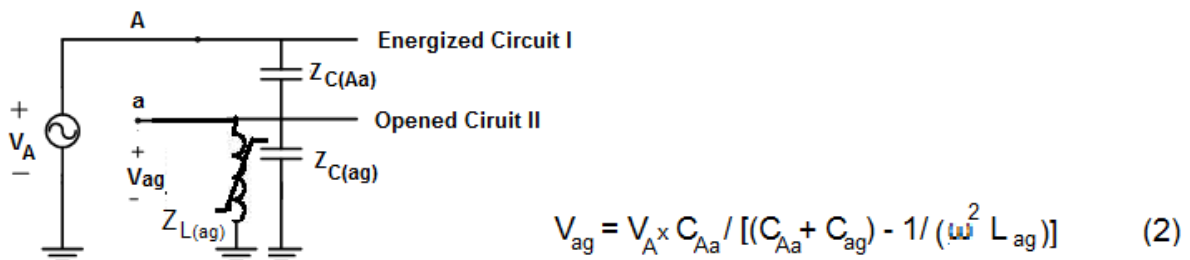 A
Energized Circuit I
Z_C(Aa)
a
Opened Ciruit II
+
V_A
−
+
Vag
-
Z_C(ag)
Z_L(ag)
V_ag = V_A x C_Aa / [(C_Aa + C_ag) - 1/ (ω^2 L_ag)] (2)